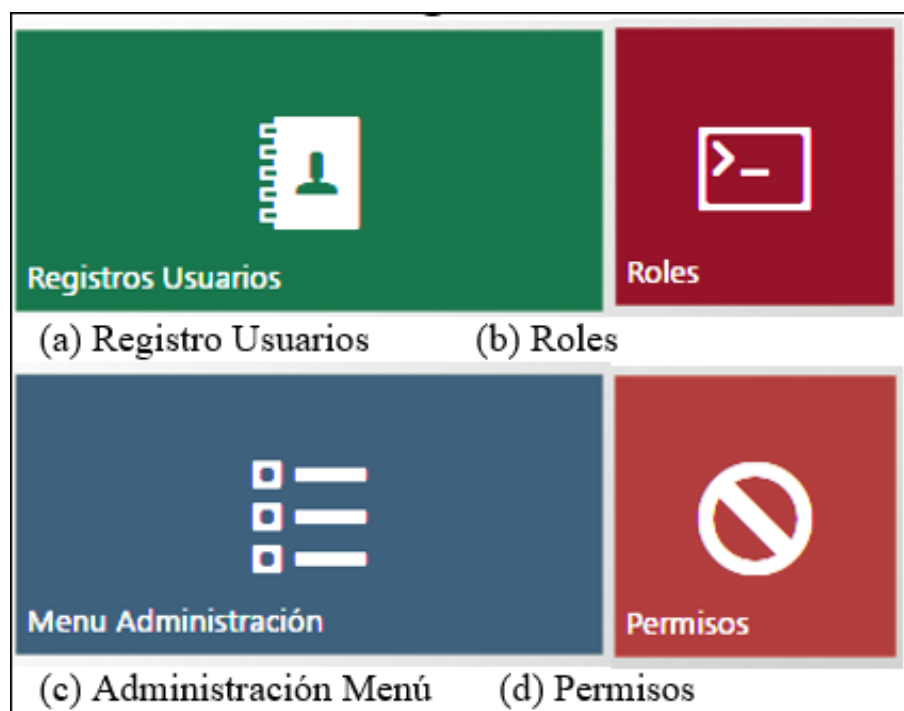 Registros Usuarios
Roles
(a) Registro Usuarios
(b) Roles
Menu Administración
Permisos
(c) Administración Menú
(d) Permisos